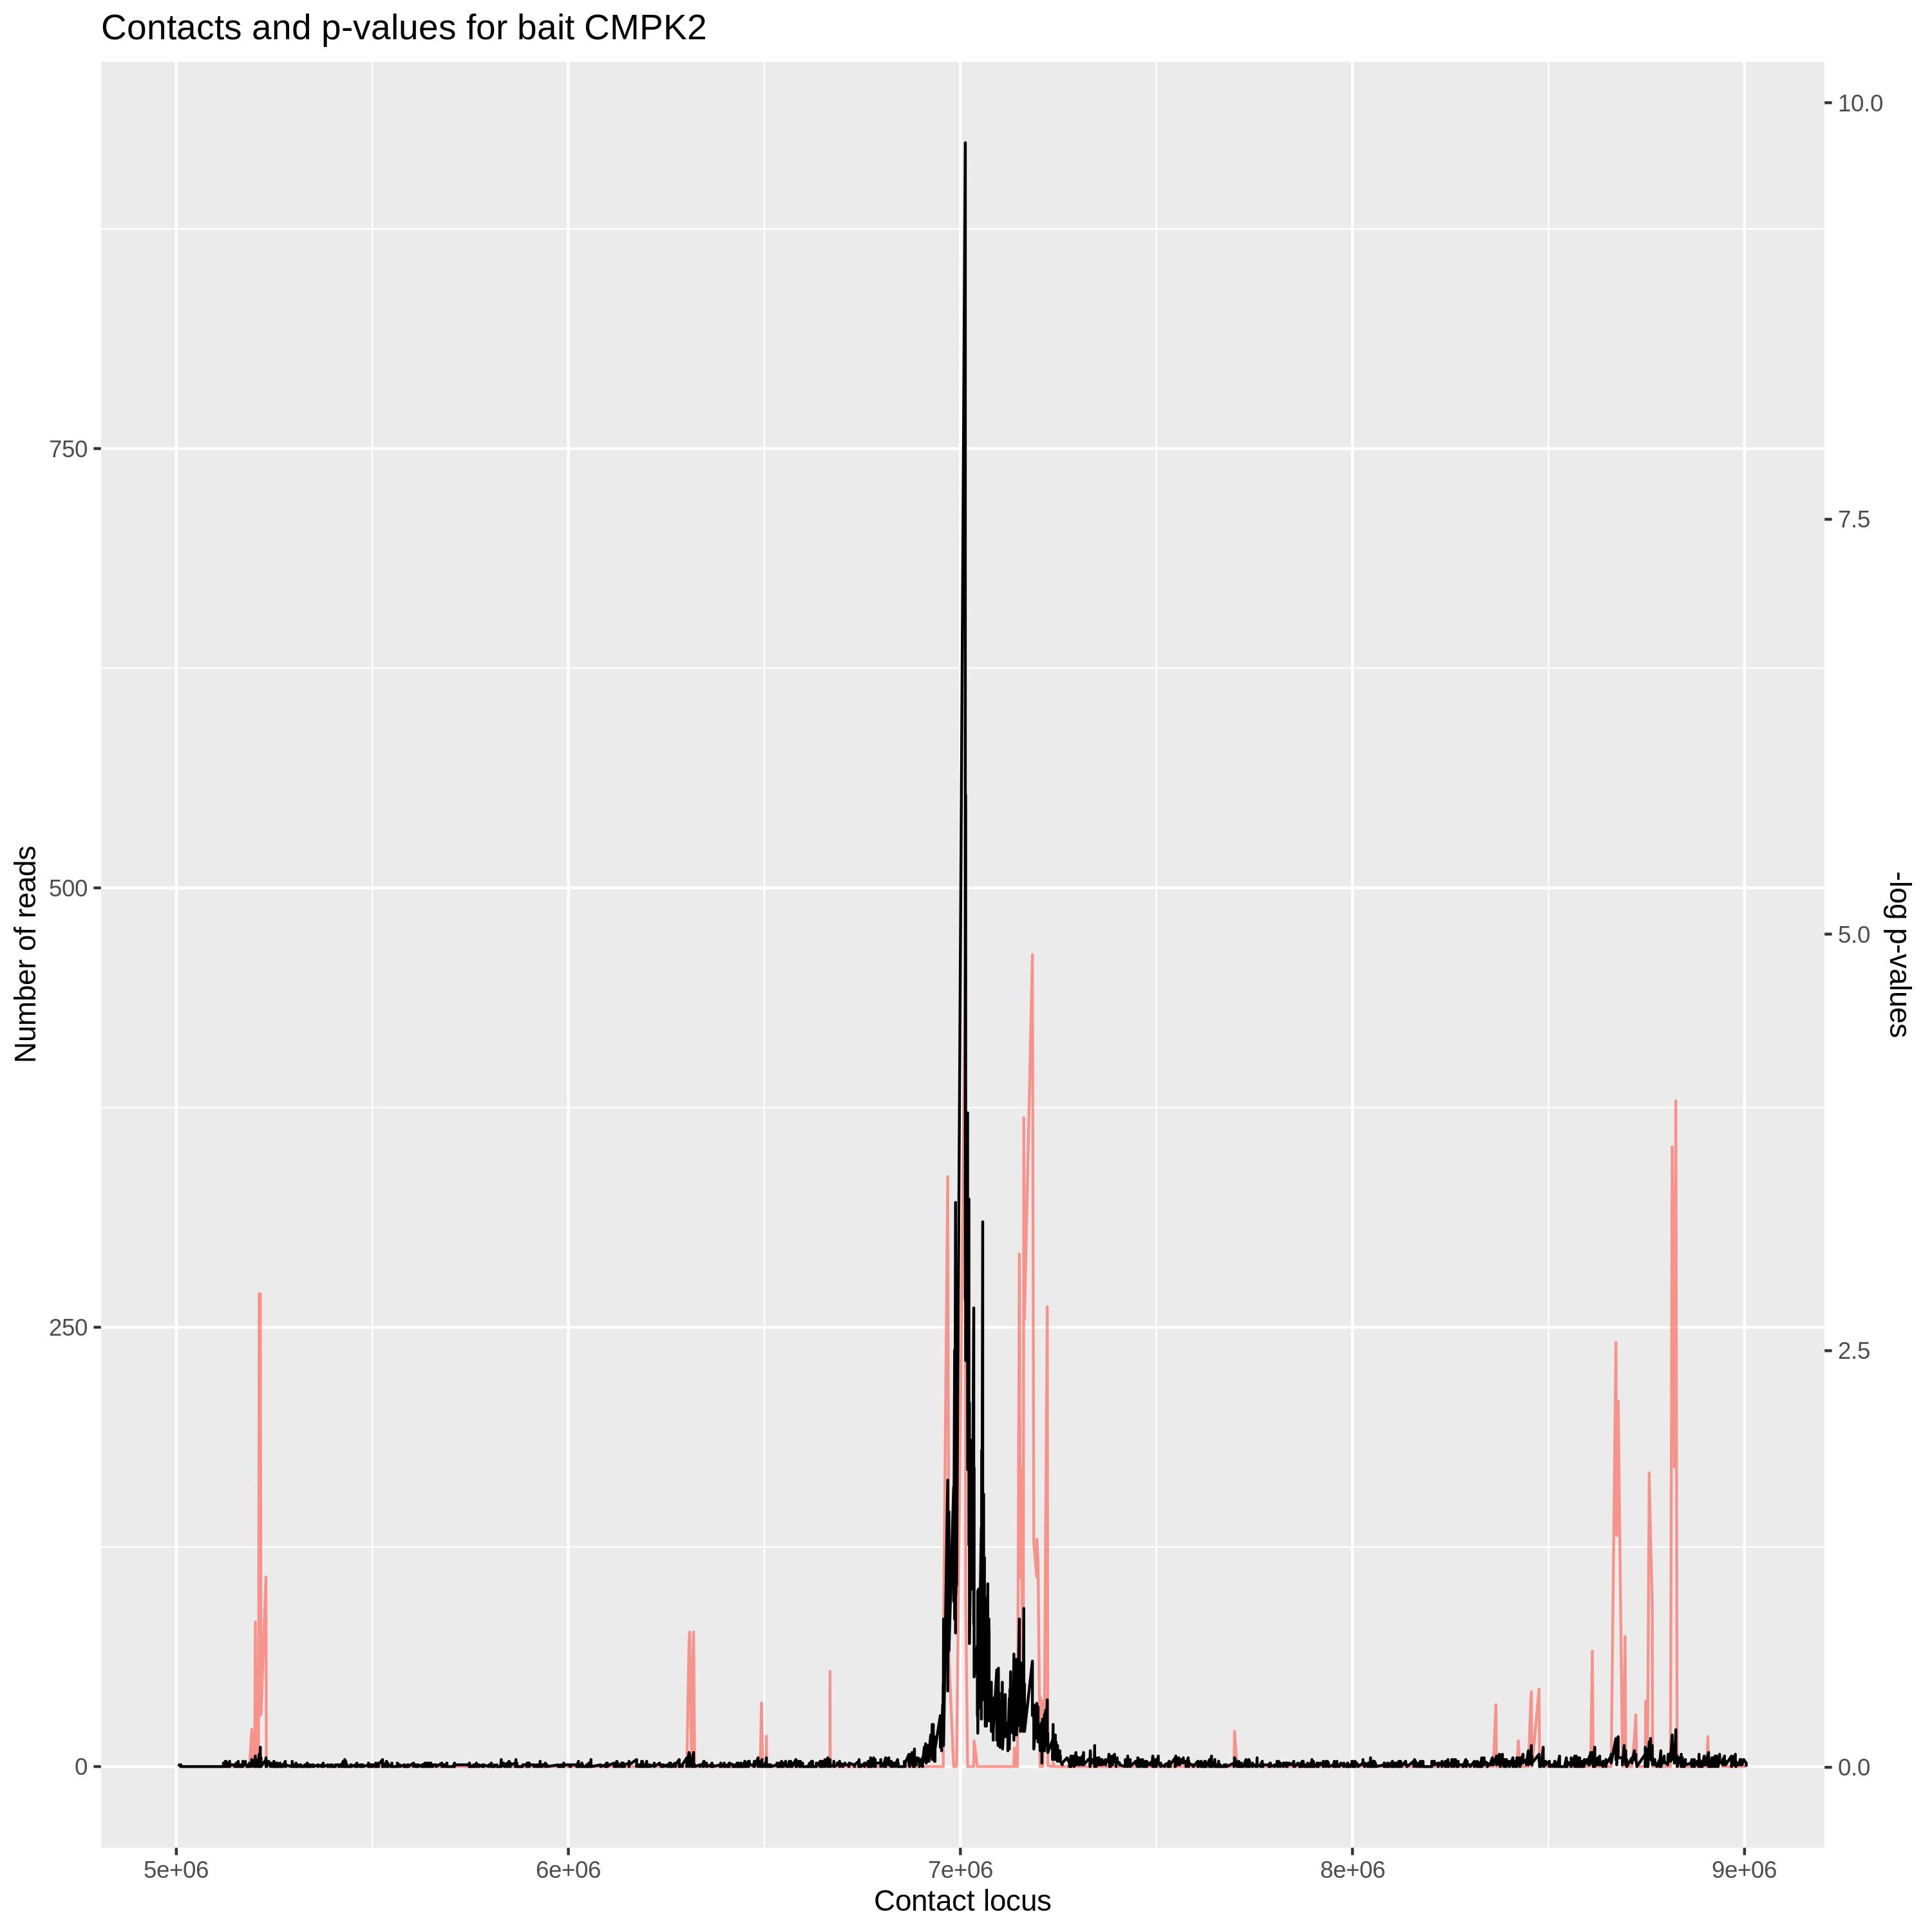 Contacts and p-values for bait CMPK2
10.0
750
7.5
Number of reads
500
5.0
-log p-values
250
2.5
0
0.0
5e+06
6e+06
7e+06
8e+06
9e+06
Contact locus